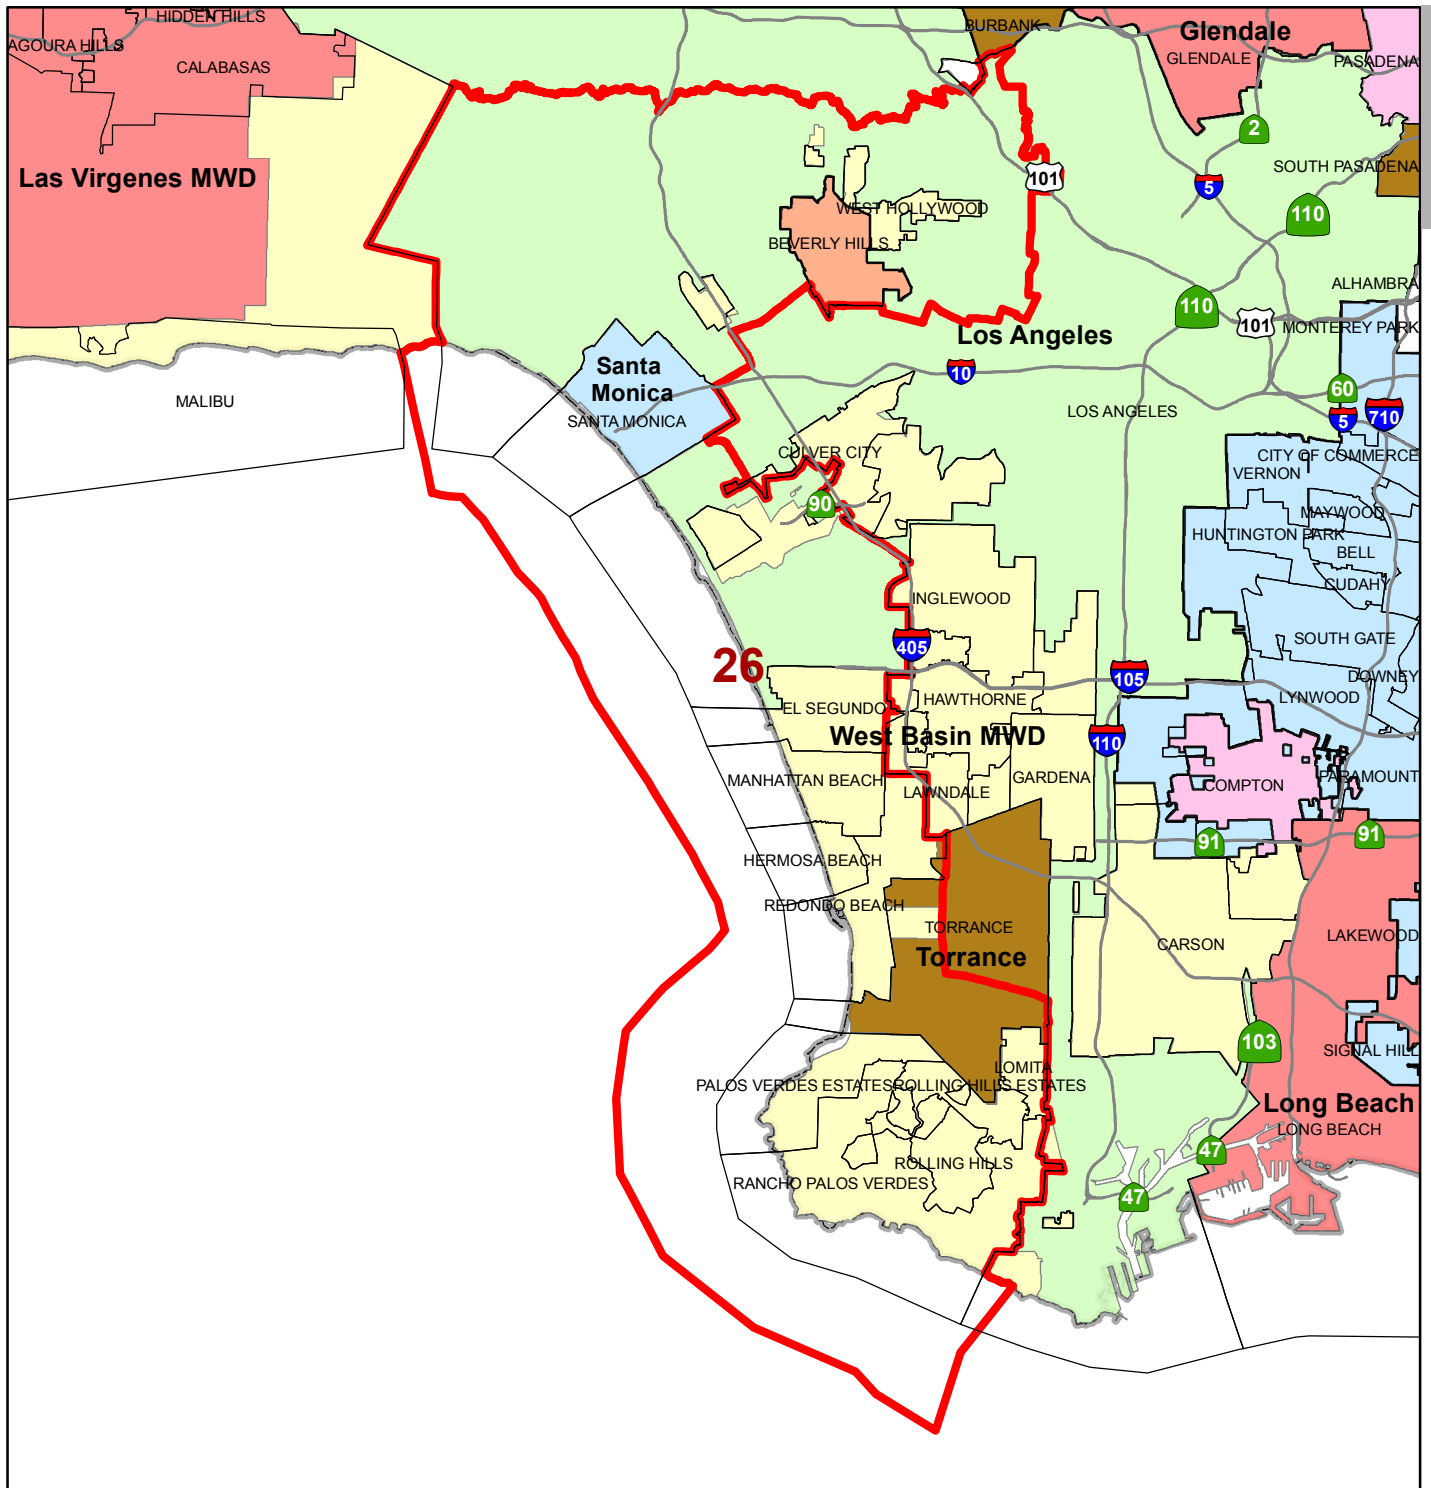 HIDDEN HILLS
BURBANK
Glendale
AGOURA HILLS
GLENDALE
PASADENA
CALABASAS
2
SOUTH PASADENA
Las Virgenes MWD
101
5
110
WEST HOLLYWOOD
BEVERLY HILLS
ALHAMBRA
110
101
MONTEREY PARK
Los Angeles
Santa
Monica
10
60
MALIBU
SANTA MONICA
LOS ANGELES
5
710
CULVER CITY
CITY OF COMMERCE
VERNON
90
MAYWOOD
HUNTINGTON PARK
BELL
CUDAHY
INGLEWOOD
405
SOUTH GATE
26
105
DOWNEY
LYNWOOD
HAWTHORNE
EL SEGUNDO
West Basin MWD
110
MANHATTAN BEACH
GARDENA
PARAMOUNT
COMPTON
LAWNDALE
91
91
HERMOSA BEACH
REDONDO BEACH
TORRANCE
LAKEWOOD
CARSON
Torrance
103
SIGNAL HILL
LOMITA
PALOS VERDES ESTATES
ROLLING HILLS ESTATES
Long Beach
LONG BEACH
47
ROLLING HILLS
RANCHO PALOS VERDES
47